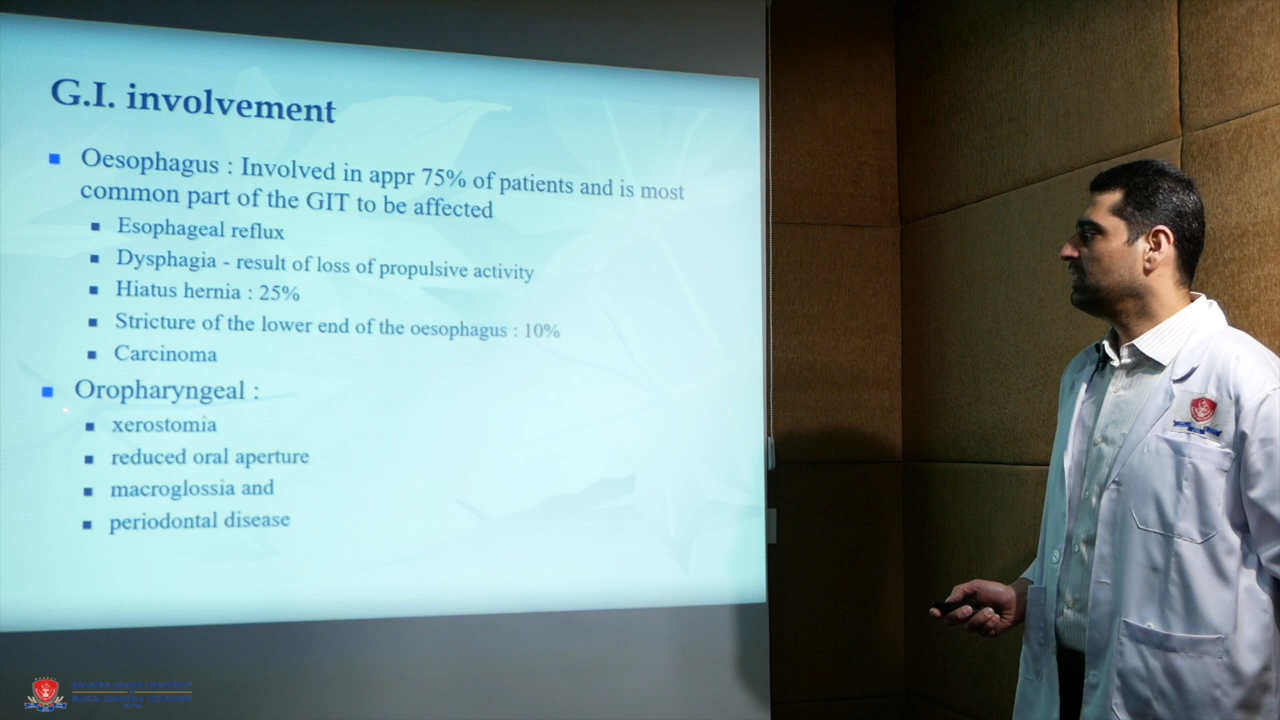 G.I. involvement
Oesophagus : Involved in appr 75% of patients and is most
common part of the GIT to be affected
Esophageal reflux
Dysphagia - result of loss of propulsive activity
Hiatus hernia : 25%
Stricture of the lower end of the oesophagus : 10%
Carcinoma
Oropharyngeal :
xerostomia
reduced oral aperture
macroglossia and
periodontal disease